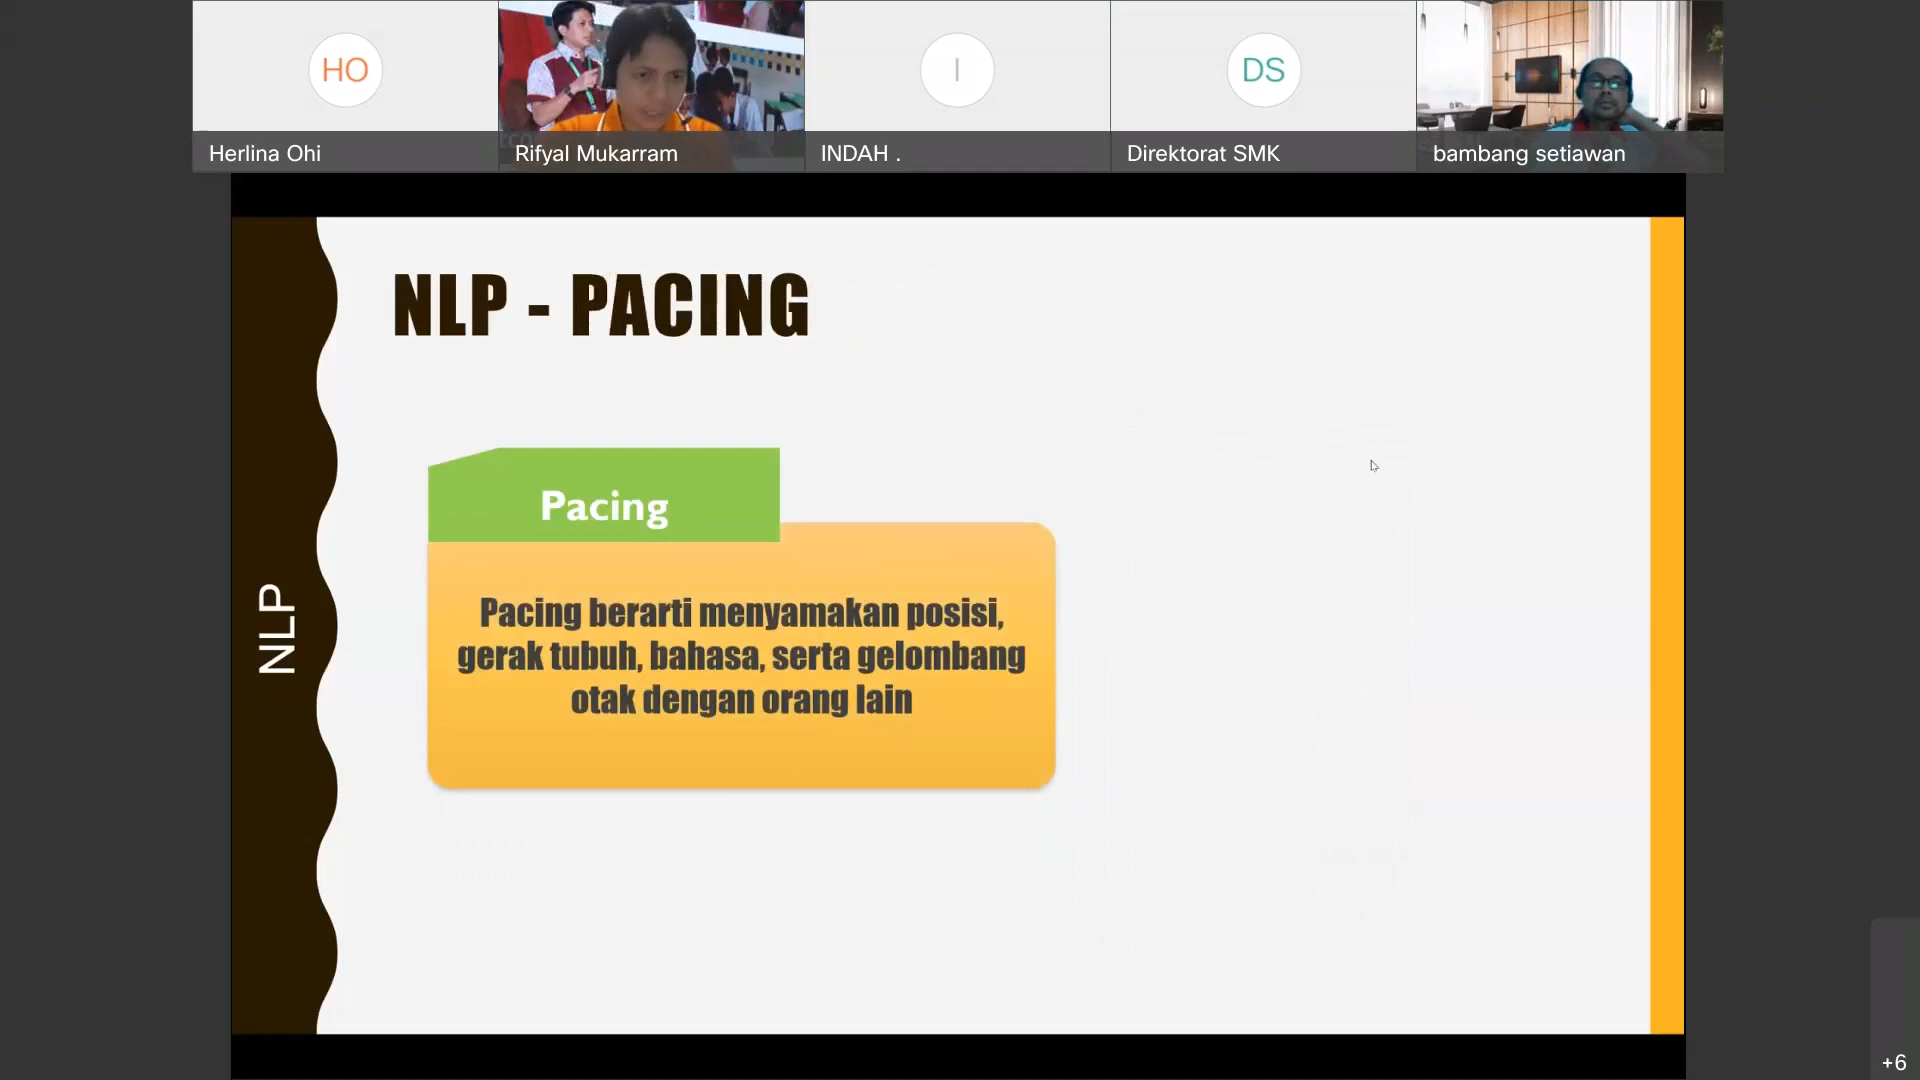 HO
I
DS
Herlina Ohi
Rifyal Mukarram
INDAH .
Direktorat SMK
bambang setiawan
NLP - PACING
Pacing
Pacing berarti menyamakan posisi,
gerak tubuh, bahasa, serta gelombang
otak dengan orang lain
NLP
+6